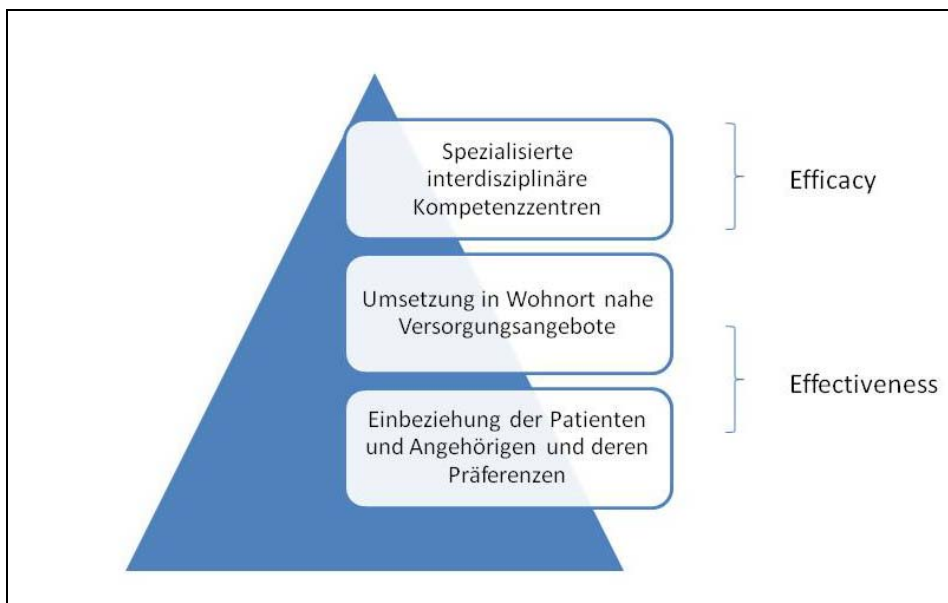 Spezialisierte
interdisziplinäre
Kompetenzzentren
Efficacy
Umsetzung in Wohnort nahe
Versorgungsangebote
Effectiveness
Einbeziehung der Patienten
und Angehörigen und deren
Präferenzen